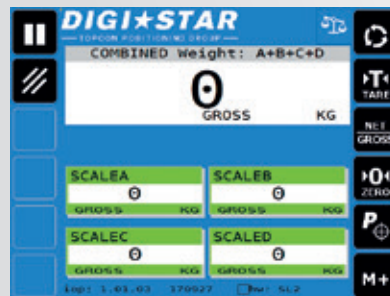 DIGI★STAR
TOPCON POSITIONING GROUP
COMBINED Weight: A+B+C+D
0
GROSS KG
TARE
NET
GROSS
>0<
ZERO
P
M+
SCALEA
0
GROSS KG
SCALEB
0
GROSS KG
SCALEC
0
GROSS KG
SCALED
0
GROSS KG
iop: 1.01.03 170927 hw: SL2